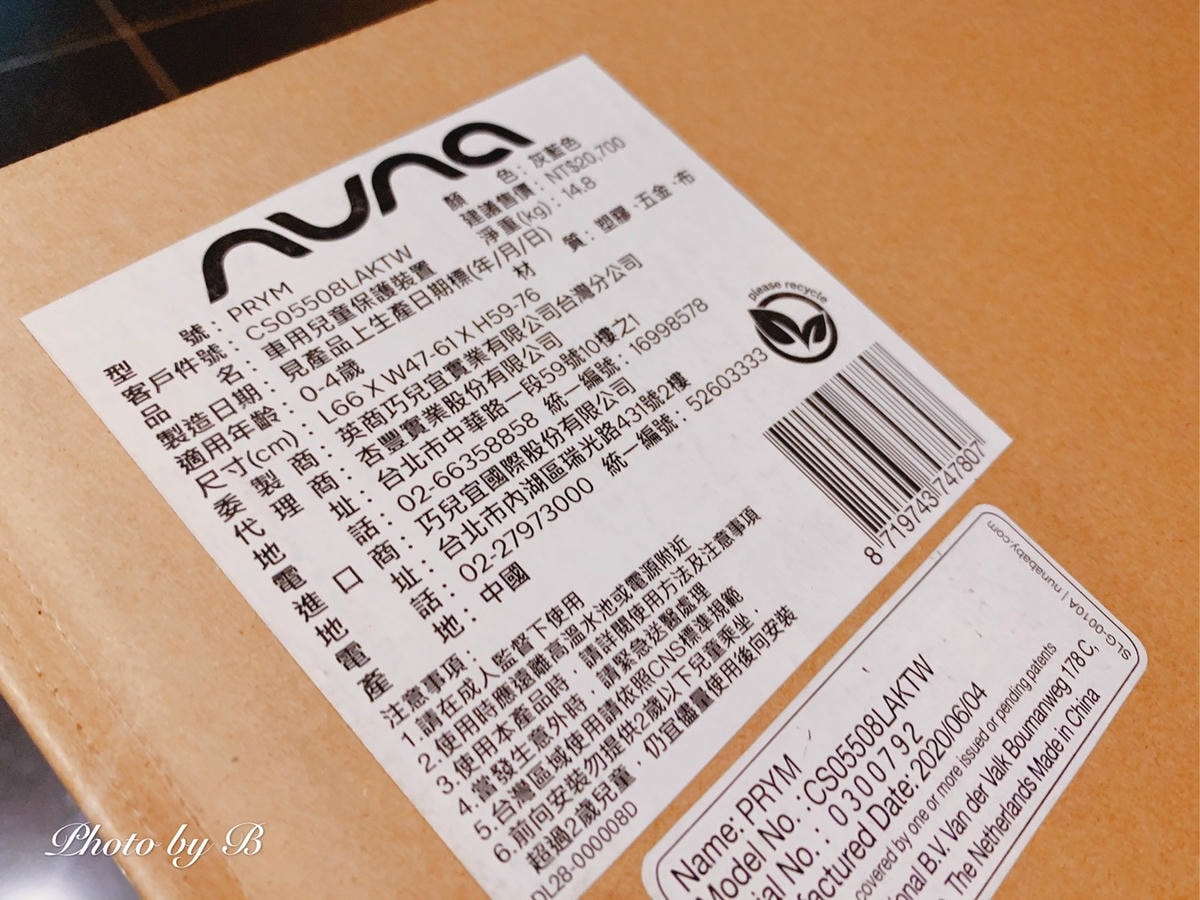 nuna
型 號：PRYM 顏 色：灰藍色
客戶件號：CS05508LAKTW 建議售價：NT$20,700
品 名：車用兒童保護裝置 淨重(kg)：14.8
製造日期：見產品上生產日期標(年/月/日)
適用年齡：0-4歲 材 質：塑膠·五金·布
尺寸(cm)：L66 X W47-61 X H59-76
委 製 商：英商巧兒宜實業有限公司台灣分公司
代 理 商：杏豐實業股份有限公司
地 址：台北市中華路一段59號10樓之1
電 話：02-66358858 統一編號：16998578
進 口 商：巧兒宜國際股份有限公司
地 址：台北市內湖區瑞光路431號2樓
電 話：02-27973000 統一編號：52603333
產 地：中國
注意事項：
1.請在成人監督下使用
2.使用時應遠離高溫水池或電源附近
3.使用本產品時，請詳閱使用方法及注意事項
4.當發生意外時，請緊急送醫處理
5.台灣區域使用請依照CNS標準規範
6.前向安裝勿提供2歲以下兒童乘坐，
超過2歲兒童，仍宜儘量使用後向安裝
DL28-000008D
please recycle
8 719743 747807
SLG-0010A | nunababy.com
Name: PRYM
Model No.: CS05508LAKTW
ial No.: 0300792
factured Date: 2020/06/04
covered by one or more issued or pending patents
onal B.V. Van der Valk Boumanweg 178 C,
The Netherlands Made in China
Photo by B